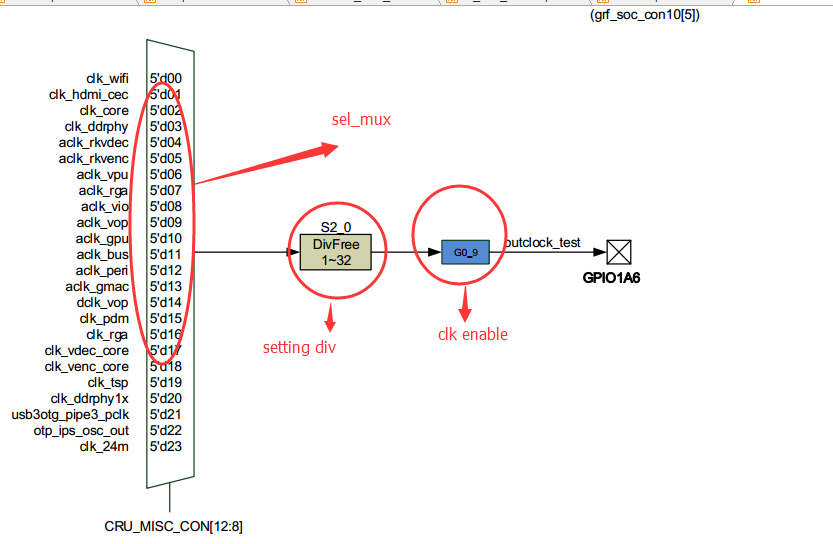 (grf_soc_con10[5])
clk_wifi 5'd00
clk_hdmi_cec 5'd01
clk_core 5'd02
clk_ddrphy 5'd03
aclk_rkvdec 5'd04
aclk_rkvenc 5'd05
aclk_vpu 5'd06
aclk_rga 5'd07
aclk_vio 5'd08
aclk_vop 5'd09
aclk_gpu 5'd10
aclk_bus 5'd11
aclk_peri 5'd12
aclk_gmac 5'd13
dclk_vop 5'd14
clk_pdm 5'd15
clk_rga 5'd16
clk_vdec_core 5'd17
clk_venc_core 5'd18
clk_tsp 5'd19
clk_ddrphy1x 5'd20
usb3otg_pipe3_pclk 5'd21
otp_ips_osc_out 5'd22
clk_24m 5'd23
CRU_MISC_CON[12:8]
sel_mux
S2_0
DivFree
1~32
setting div
G0_9
clk enable
outclock_test
GPIO1A6